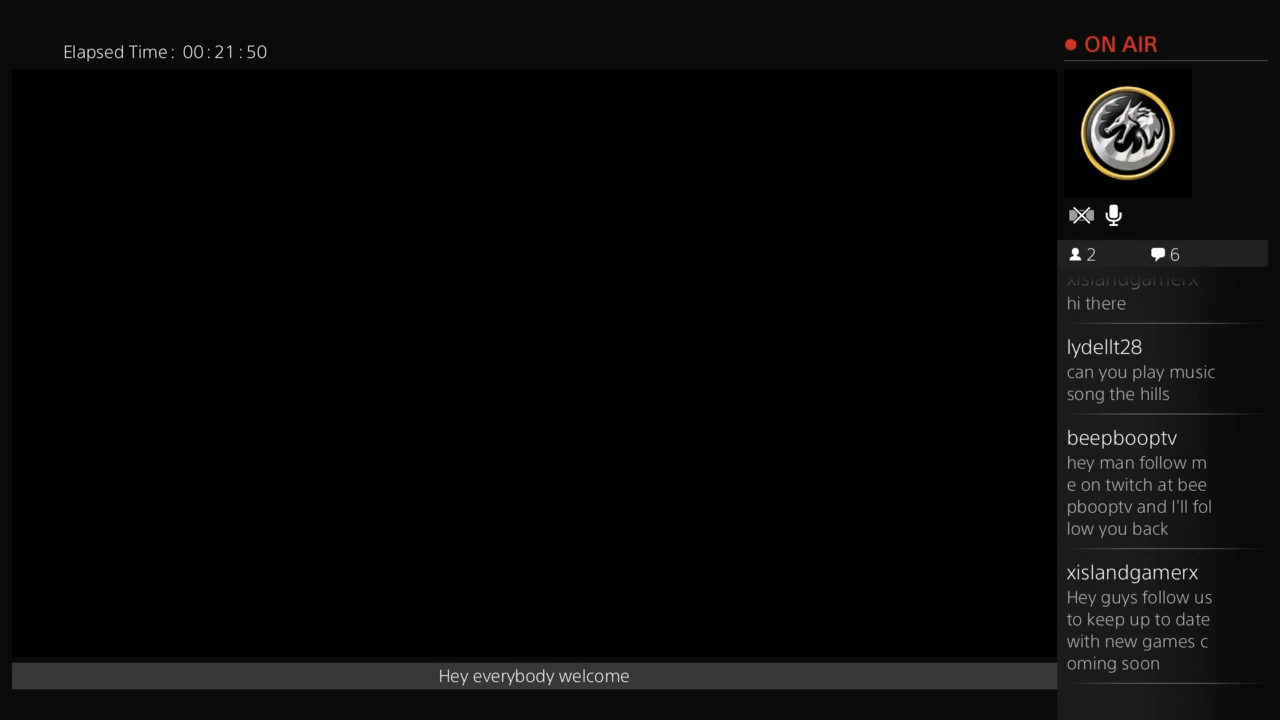 Elapsed Time: 00:21:50
ON AIR
2
6
xislandgamerx
hi there
lydellt28
can you play music
song the hills
beepbooptv
hey man follow m
e on twitch at bee
pbooptv and I'll fol
low you back
xislandgamerx
Hey guys follow us
to keep up to date
with new games c
oming soon
Hey everybody welcome